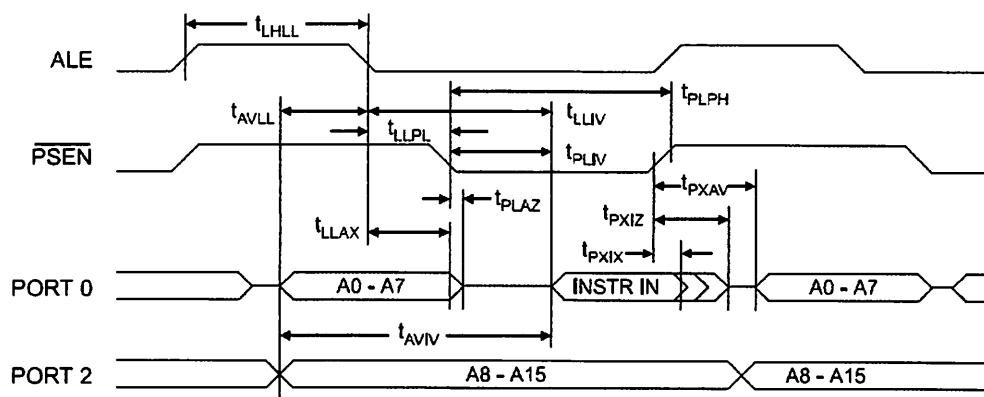 tLHLL
ALE
tPLPH
tAVLL
tLLIV
tLLPL
PSEN
tPLIV
tPXAV
tPLAZ
tPXIZ
tLLAX
tPXIX
PORT 0
A0 - A7
INSTR IN
A0 - A7
tAVIV
PORT 2
A8 - A15
A8 - A15